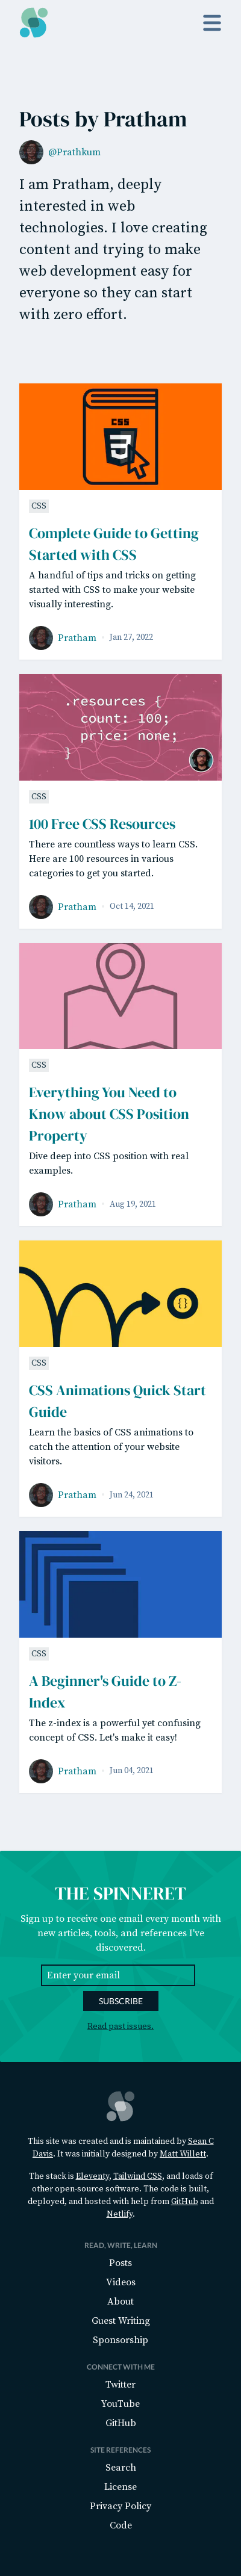 Posts by Pratham
@Prathkum
I am Pratham, deeply
interested in web
technologies. I love creating
content and trying to make
web development easy for
everyone so they can start
with zero effort.
CSS
CSS
Complete Guide to Getting
Started with CSS
A handful of tips and tricks on getting
started with CSS to make your website
visually interesting.
Pratham · Jan 27, 2022
.resources {
count: 100;
price: none;
}
CSS
100 Free CSS Resources
There are countless ways to learn CSS.
Here are 100 resources in various
categories to get you started.
Pratham · Oct 14, 2021
CSS
Everything You Need to
Know about CSS Position
Property
Dive deep into CSS position with real
examples.
Pratham · Aug 19, 2021
{}
CSS
CSS Animations Quick Start
Guide
Learn the basics of CSS animations to
catch the attention of your website
visitors.
Pratham · Jun 24, 2021
CSS
A Beginner's Guide to Z-
Index
The z-index is a powerful yet confusing
concept of CSS. Let's make it easy!
Pratham · Jun 04, 2021
THE SPINNERET
Sign up to receive one email every month with
new articles, tools, and references I've
discovered.
Enter your email
SUBSCRIBE
Read past issues.
This site was created and is maintained by Sean C
Davis. It was initially designed by Matt Willett.
The stack is Eleventy, Tailwind CSS, and loads of
other open-source software. The code is built,
deployed, and hosted with help from GitHub and
Netlify.
READ, WRITE, LEARN
Posts
Videos
About
Guest Writing
Sponsorship
CONNECT WITH ME
Twitter
YouTube
GitHub
SITE REFERENCES
Search
License
Privacy Policy
Code